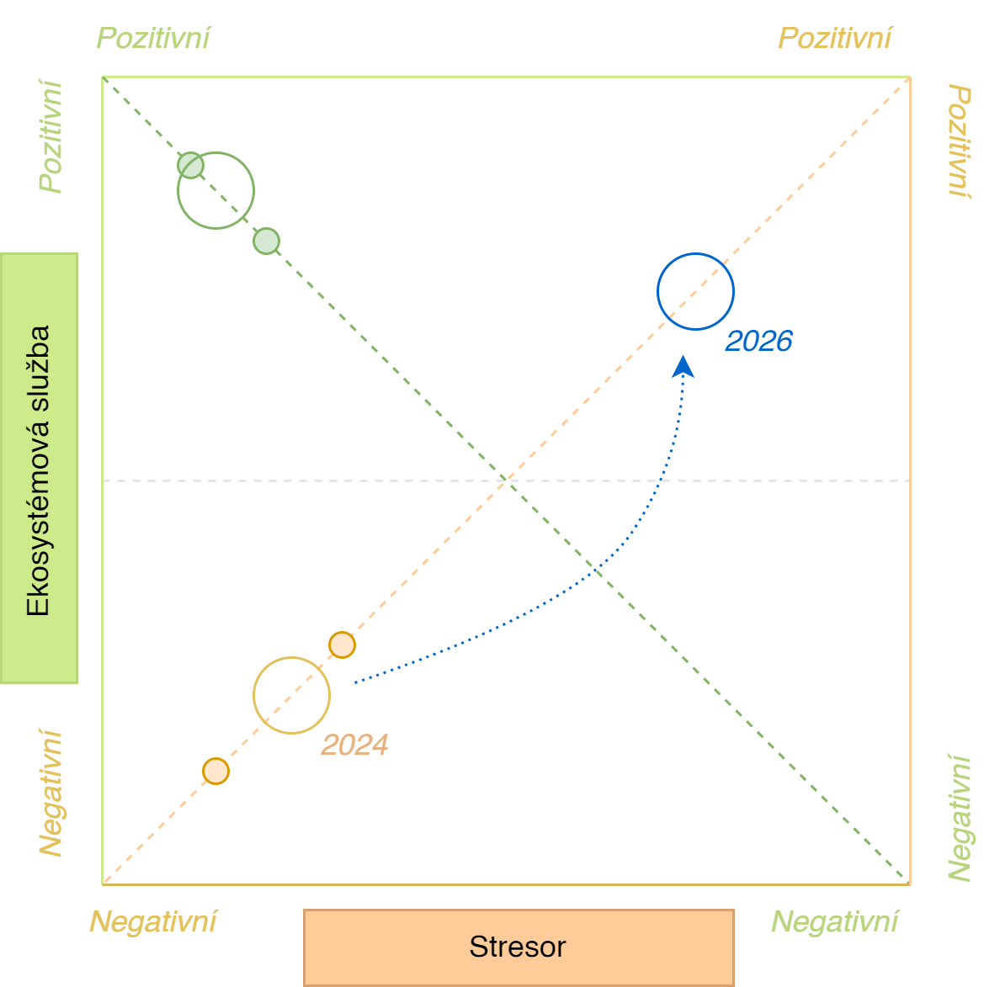 Pozitivní
Pozitivní
Pozitivní
Pozitivní
Ekosystémová služba
2026
2024
Negativní
Negativní
Negativní
Negativní
Stresor